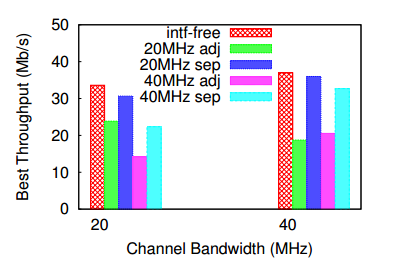 Best Throughput (Mb/s)
50
40
30
20
10
0
intf-free
20MHz adj
20MHz sep
40MHz adj
40MHz sep
20
40
Channel Bandwidth (MHz)